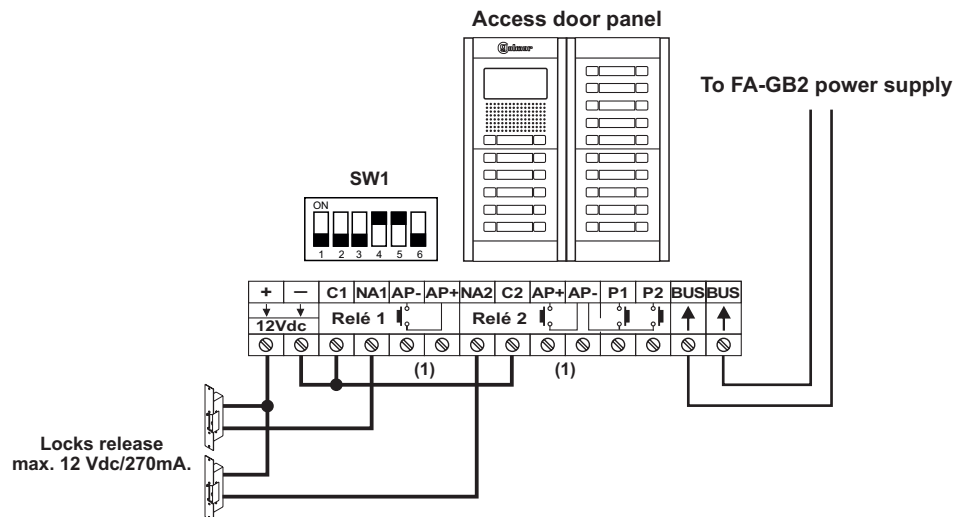 Access door panel
Golmar
To FA-GB2 power supply
SW1
ON
1 2 3 4 5 6
+ – C1 NA1 AP- AP+ NA2 C2 AP+ AP- P1 P2 BUS BUS
12Vdc Relé 1 Relé 2
(1) (1)
Locks release
max. 12 Vdc/270mA.